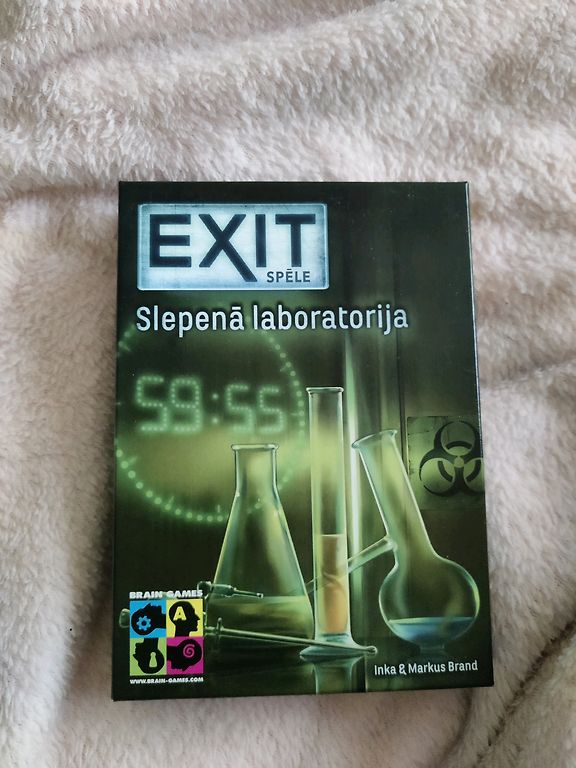 EXIT
SPĒLE
Slepenā laboratorija
59:55
BRAIN GAMES
A
WWW.BRAIN-GAMES.COM
Inka & Markus Brand